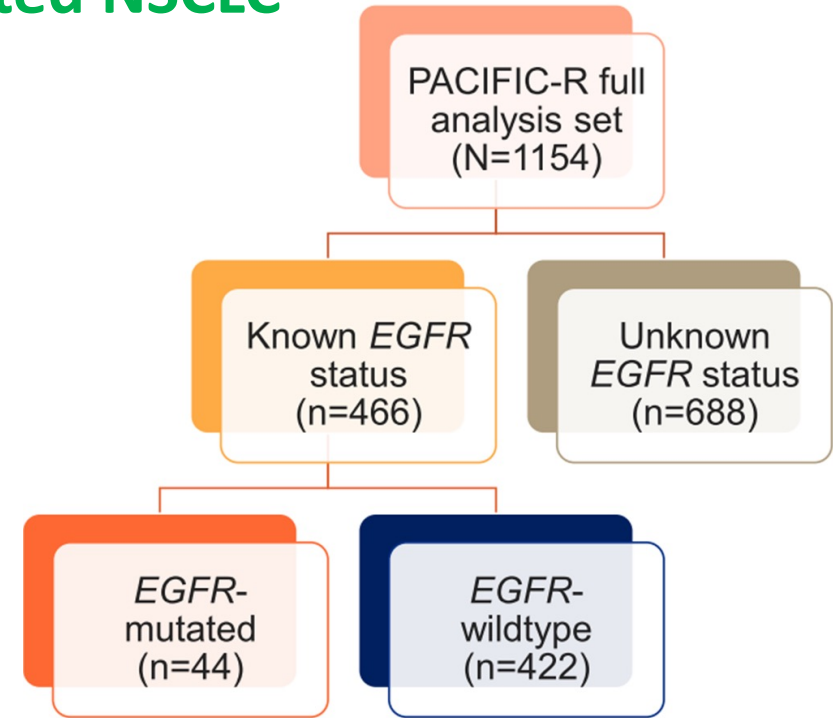 NSCLC
PACIFIC-R full
analysis set
(N=1154)
Known EGFR
status
(n=466)
Unknown
EGFR status
(n=688)
EGFR-
mutated
(n=44)
EGFR-
wildtype
(n=422)